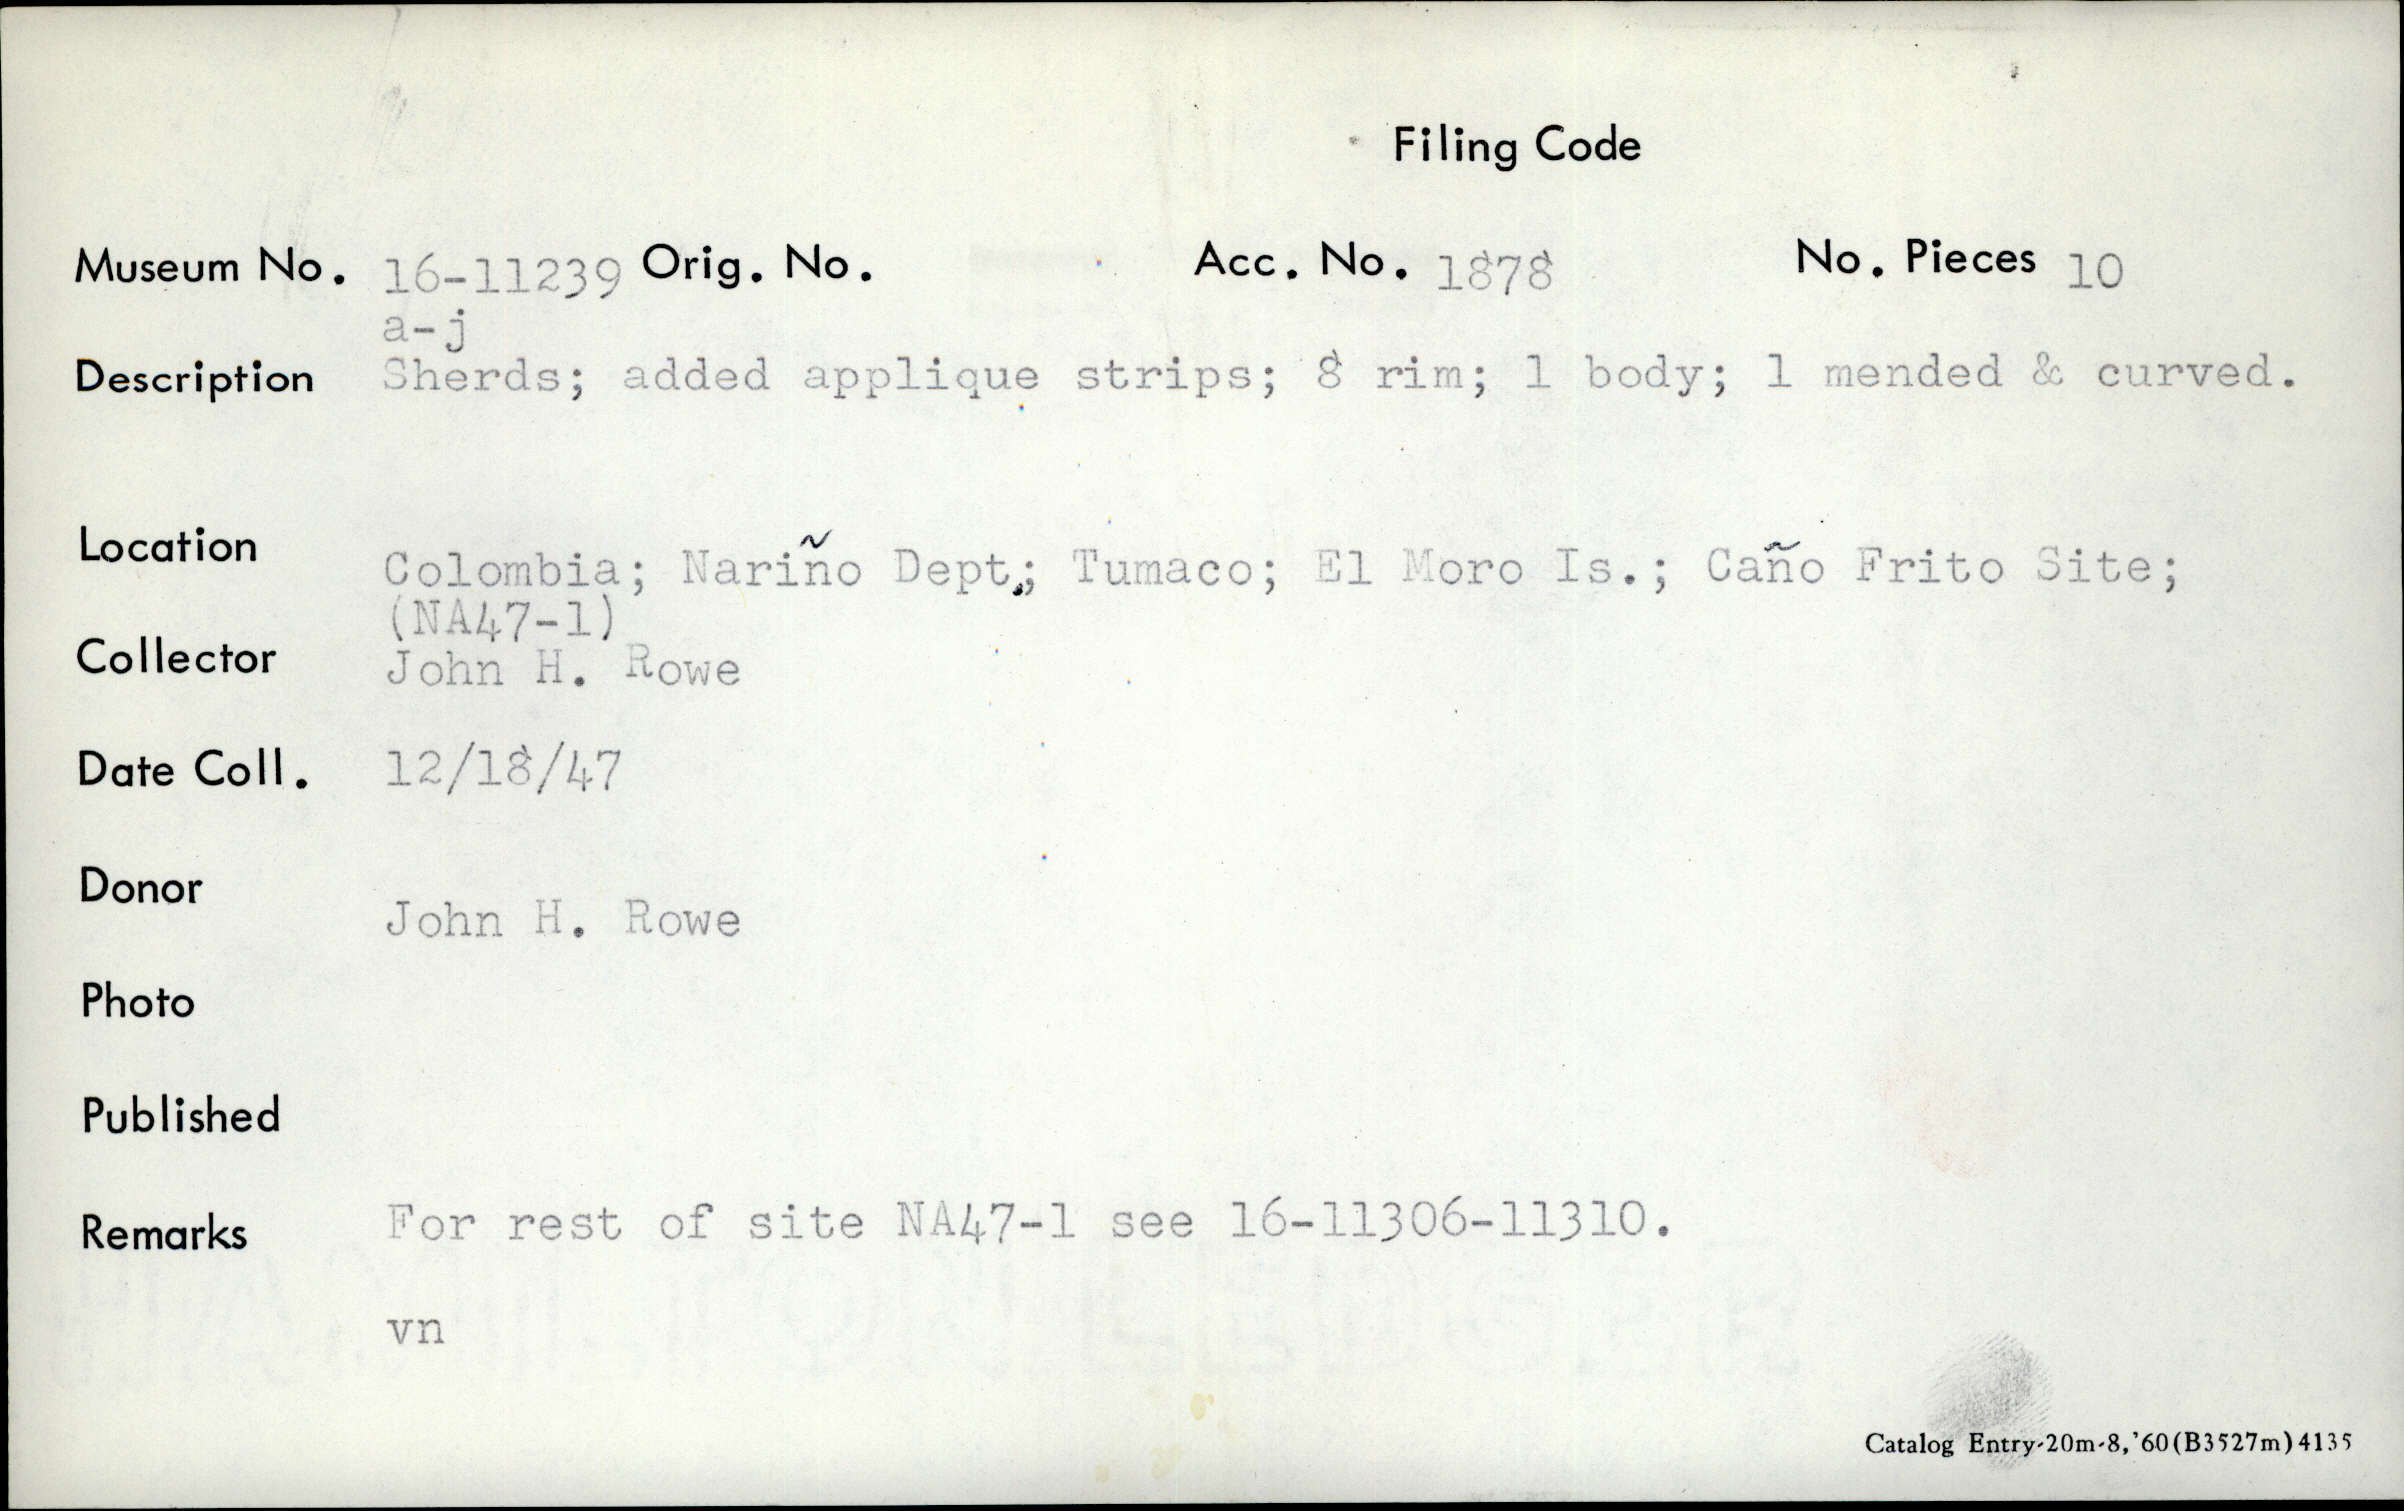 Filing Code
Museum No. 16-11239 Orig. No. Acc. No. 1878 No. Pieces 10
a-j
Description Sherds; added applique strips; 8 rim; 1 body; 1 mended & curved.
Location Colombia; Nariño Dept.; Tumaco; El Moro Is.; Caño Frito Site;
(NA47-1)
Collector John H. Rowe
Date Coll. 12/18/47
Donor John H. Rowe
Photo
Published
Remarks For rest of site NA47-1 see 16-11306-11310.
vn
Catalog Entry-20m-8,'60(B3527m)4135